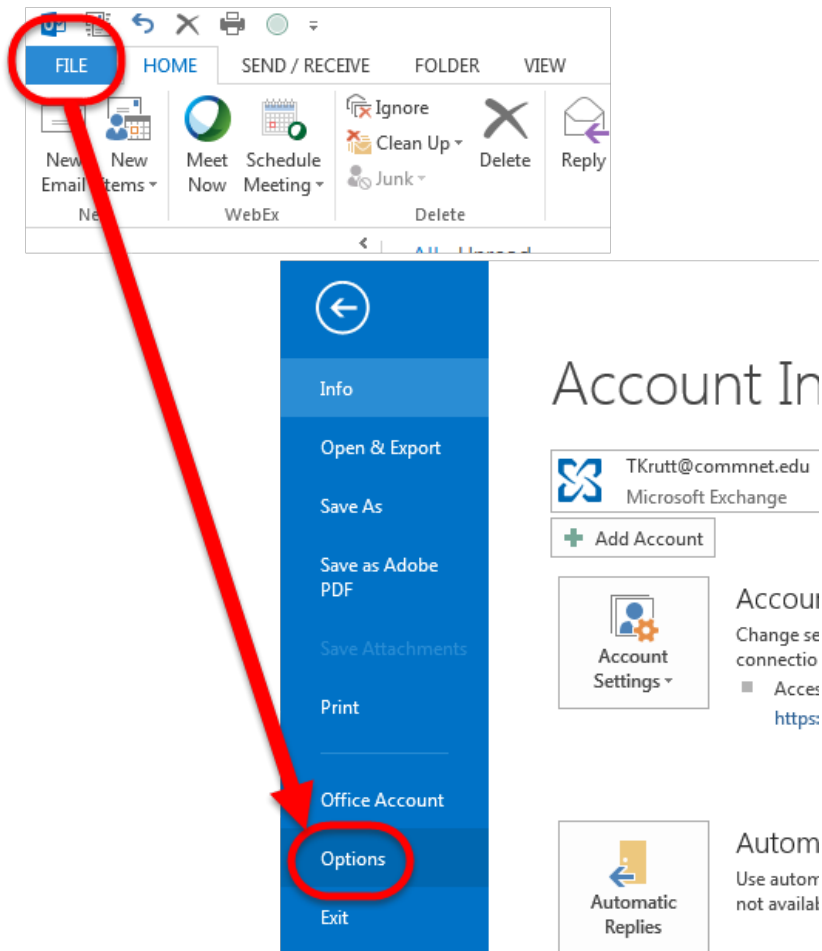 FILE HOME SEND / RECEIVE FOLDER VIEW
Ignore
Clean Up
Junk
New
Email
New
Items
Meet
Now
Schedule
Meeting
Delete
Reply
WebEx
Delete
All Unread
Info
Open & Export
Save As
Save as Adobe
PDF
Save Attachments
Print
Office Account
Options
Exit
Account In
TKrutt@commnet.edu
Microsoft Exchange
Add Account
Account
Settings
Accoun
Change se
connectio
Acces
https:
Automatic
Replies
Autom
Use autom
not availab